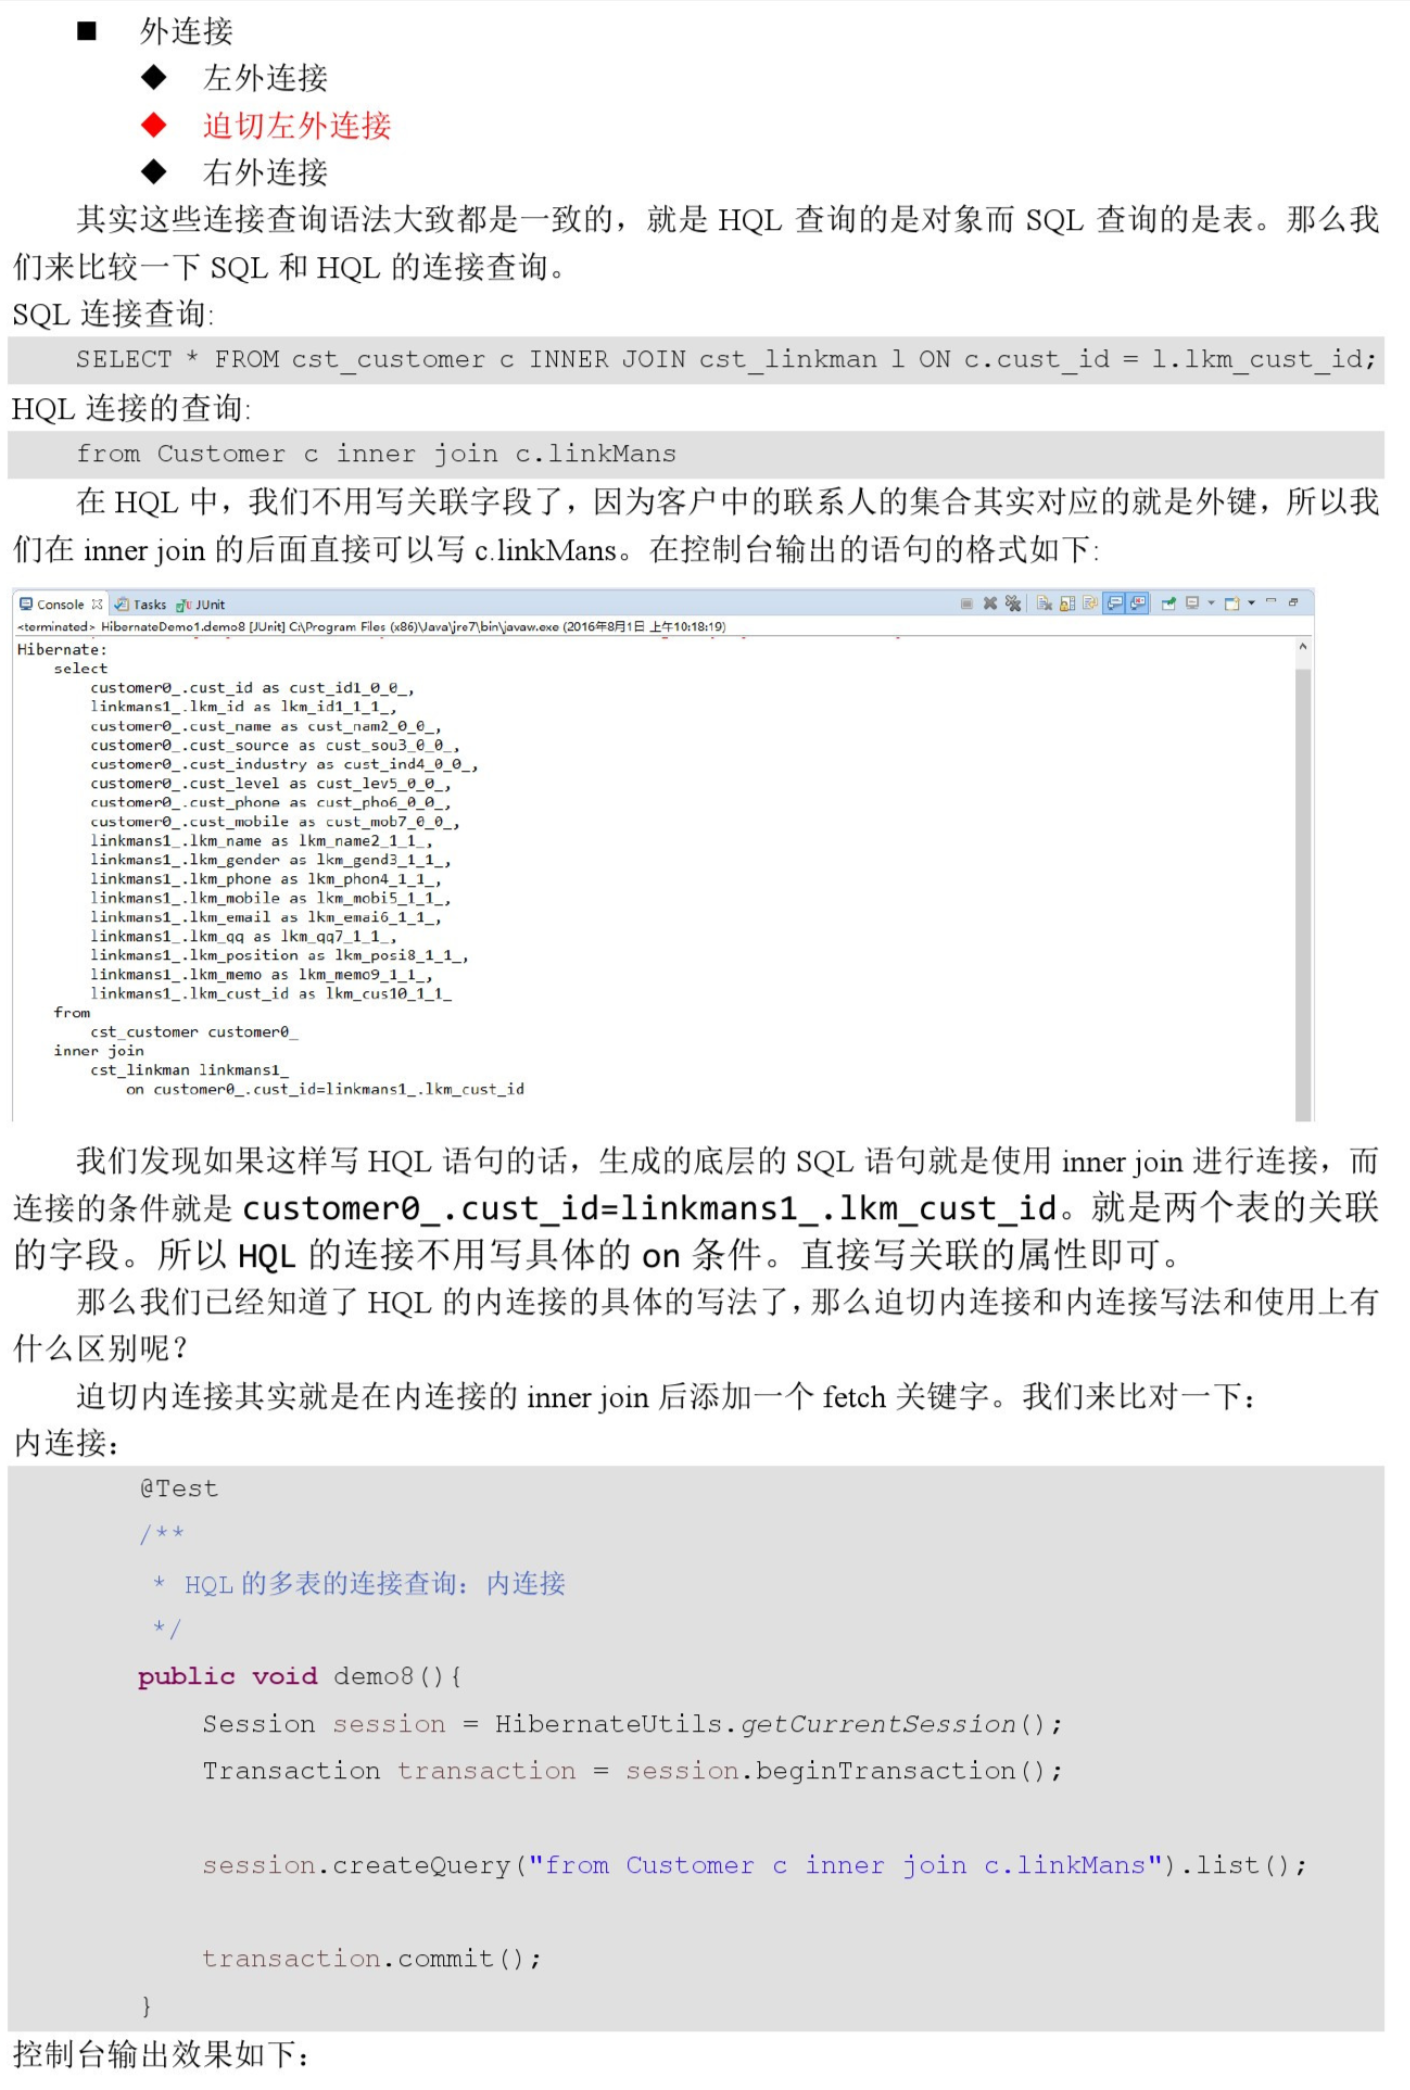 ■ 外连接
◆ 左外连接
◆ 迫切左外连接
◆ 右外连接
其实这些连接查询语法大致都是一致的，就是 HQL 查询的是对象而 SQL 查询的是表。那么我
们来比较一下 SQL 和 HQL 的连接查询。
SQL 连接查询:
SELECT * FROM cst_customer c INNER JOIN cst_linkman l ON c.cust_id = l.lkm_cust_id;
HQL 连接的查询:
from Customer c inner join c.linkMans
在 HQL 中，我们不用写关联字段了，因为客户中的联系人的集合其实对应的就是外键，所以我
们在 inner join 的后面直接可以写 c.linkMans。在控制台输出的语句的格式如下:
Console Tasks JUnit
<terminated> HibernateDemo1.demo8 [JUnit] C:\Program Files (x86)\Java\jre7\bin\javaw.exe (2016年8月1日 上午10:18:19)
Hibernate:
select
customer0_.cust_id as cust_id1_0_0_,
linkmans1_.lkm_id as lkm_id1_1_1_,
customer0_.cust_name as cust_nam2_0_0_,
customer0_.cust_source as cust_sou3_0_0_,
customer0_.cust_industry as cust_ind4_0_0_,
customer0_.cust_level as cust_lev5_0_0_,
customer0_.cust_phone as cust_pho6_0_0_,
customer0_.cust_mobile as cust_mob7_0_0_,
linkmans1_.lkm_name as lkm_name2_1_1_,
linkmans1_.lkm_gender as lkm_gend3_1_1_,
linkmans1_.lkm_phone as lkm_phon4_1_1_,
linkmans1_.lkm_mobile as lkm_mobi5_1_1_,
linkmans1_.lkm_email as lkm_emai6_1_1_,
linkmans1_.lkm_qq as lkm_qq7_1_1_,
linkmans1_.lkm_position as lkm_posi8_1_1_,
linkmans1_.lkm_memo as lkm_memo9_1_1_,
linkmans1_.lkm_cust_id as lkm_cus10_1_1_
from
cst_customer customer0_
inner join
cst_linkman linkmans1_
on customer0_.cust_id=linkmans1_.lkm_cust_id
我们发现如果这样写 HQL 语句的话，生成的底层的 SQL 语句就是使用 inner join 进行连接，而
连接的条件就是 customer0_.cust_id=linkmans1_.lkm_cust_id。就是两个表的关联
的字段。所以 HQL 的连接不用写具体的 on 条件。直接写关联的属性即可。
那么我们已经知道了 HQL 的内连接的具体的写法了，那么迫切内连接和内连接写法和使用上有
什么区别呢？
迫切内连接其实就是在内连接的 inner join 后添加一个 fetch 关键字。我们来比对一下：
内连接：
@Test
/**
* HQL 的多表的连接查询：内连接
*/
public void demo8(){
Session session = HibernateUtils.getCurrentSession();
Transaction transaction = session.beginTransaction();
session.createQuery("from Customer c inner join c.linkMans").list();
transaction.commit();
}
控制台输出效果如下：